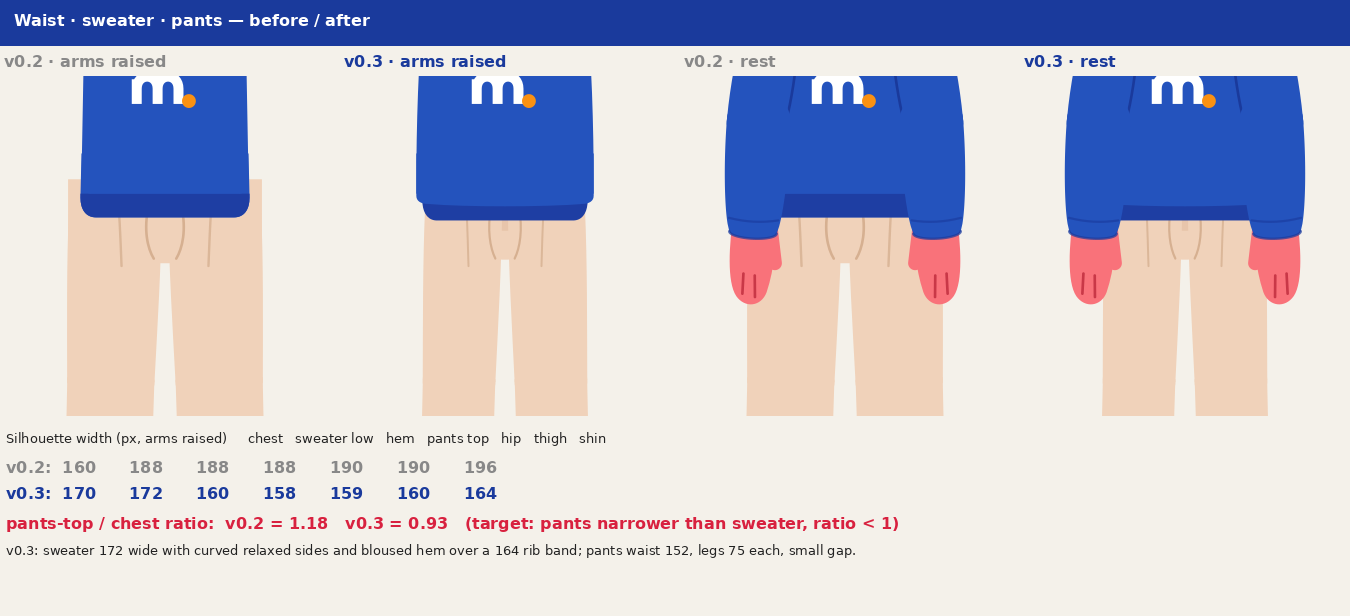 Waist · sweater · pants — before / after
v0.2 · arms raised v0.3 · arms raised v0.2 · rest v0.3 · rest
m. m. m. m.
Silhouette width (px, arms raised) chest sweater low hem pants top hip thigh shin
v0.2: 160 188 188 188 190 190 196
v0.3: 170 172 160 158 159 160 164
pants-top / chest ratio: v0.2 = 1.18 v0.3 = 0.93 (target: pants narrower than sweater, ratio < 1)
v0.3: sweater 172 wide with curved relaxed sides and bloused hem over a 164 rib band; pants waist 152, legs 75 each, small gap.